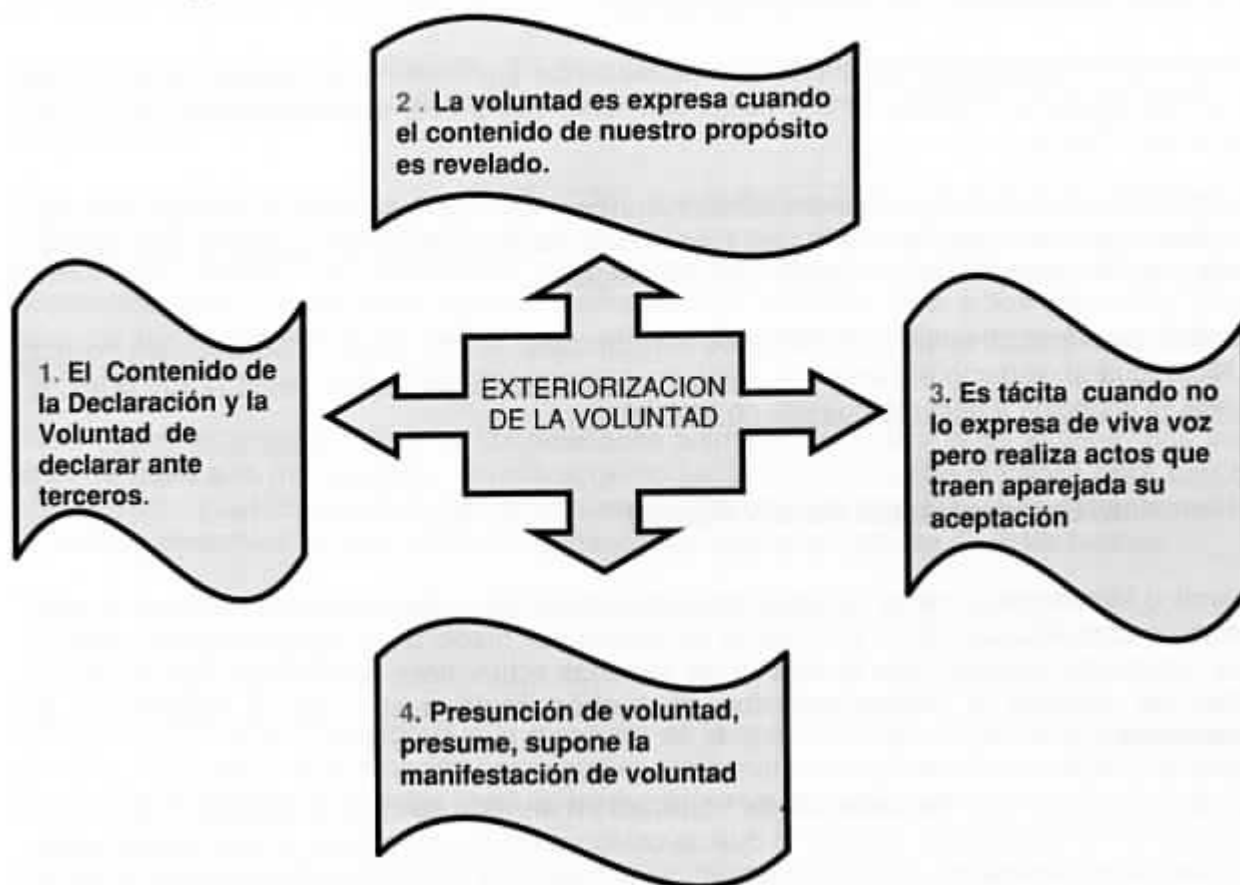 2 . La voluntad es expresa cuando
el contenido de nuestro propósito
es revelado.
1. El Contenido de
la Declaración y la
Voluntad de
declarar ante
terceros.
EXTERIORIZACION
DE LA VOLUNTAD
3. Es tácita cuando no
lo expresa de viva voz
pero realiza actos que
traen aparejada su
aceptación
4. Presunción de voluntad,
presume, supone la
manifestación de voluntad